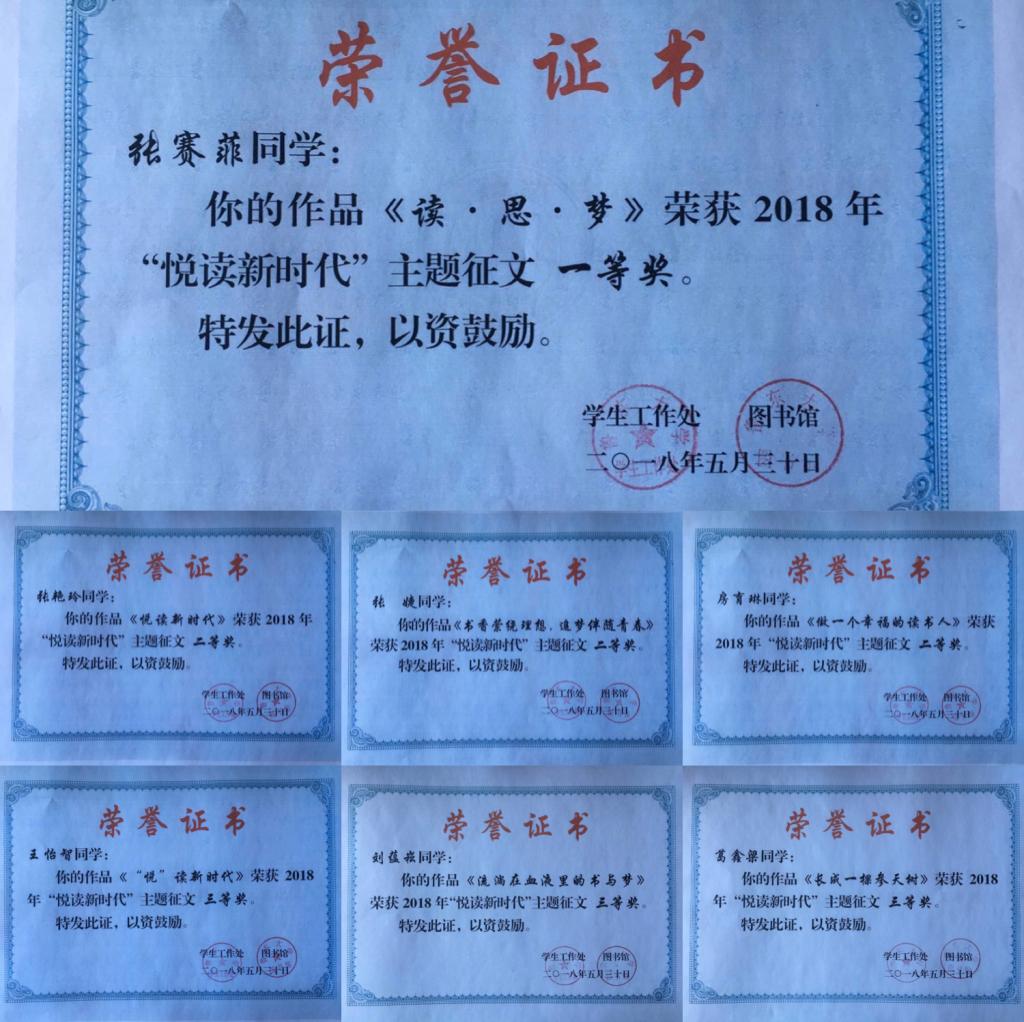 荣誉证书
张赛菲同学：
你的作品《读·思·梦》荣获2018年
“悦读新时代”主题征文 一等奖。
特发此证，以资鼓励。
学生工作处 图书馆
二〇一八年五月三十日
荣誉证书
张艳玲同学：
你的作品《悦读新时代》荣获2018年
“悦读新时代”主题征文 二等奖。
特发此证，以资鼓励。
学生工作处 图书馆
二〇一八年五月三十日
荣誉证书
张 婕同学：
你的作品《书香萦绕理想，追梦伴随青春》
荣获2018年“悦读新时代”主题征文 二等奖。
特发此证，以资鼓励。
学生工作处 图书馆
二〇一八年五月三十日
荣誉证书
房育琳同学：
你的作品《做一个幸福的读书人》荣获
2018年“悦读新时代”主题征文 二等奖。
特发此证，以资鼓励。
学生工作处 图书馆
二〇一八年五月三十日
荣誉证书
王怡智同学：
你的作品《“悦”读新时代》荣获2018
年“悦读新时代”主题征文 三等奖。
特发此证，以资鼓励。
学生工作处 图书馆
二〇一八年五月三十日
荣誉证书
刘蕴同学：
你的作品《流淌在血液里的书与梦》
荣获2018年“悦读新时代”主题征文 三等奖。
特发此证，以资鼓励。
学生工作处 图书馆
二〇一八年五月三十日
荣誉证书
葛鑫梁同学：
你的作品《长成一棵参天树》荣获2018
年“悦读新时代”主题征文 三等奖。
特发此证，以资鼓励。
学生工作处 图书馆
二〇一八年五月三十日